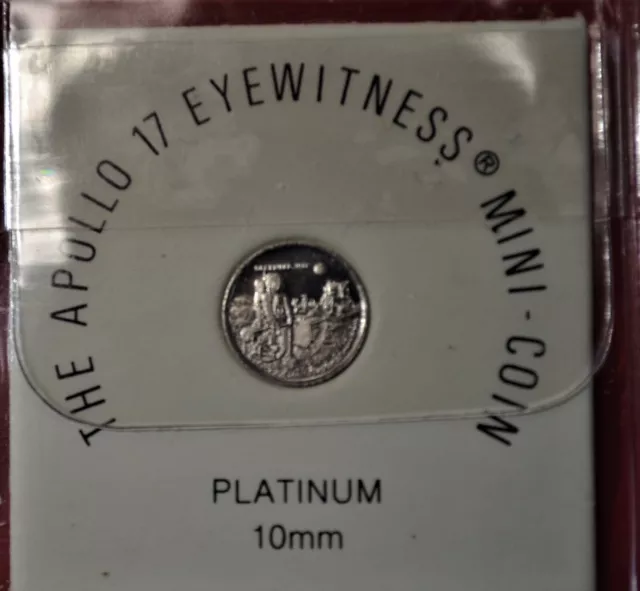 THE APOLLO 17 EYEWITNESS® MINI-COIN
PLATINUM
10mm